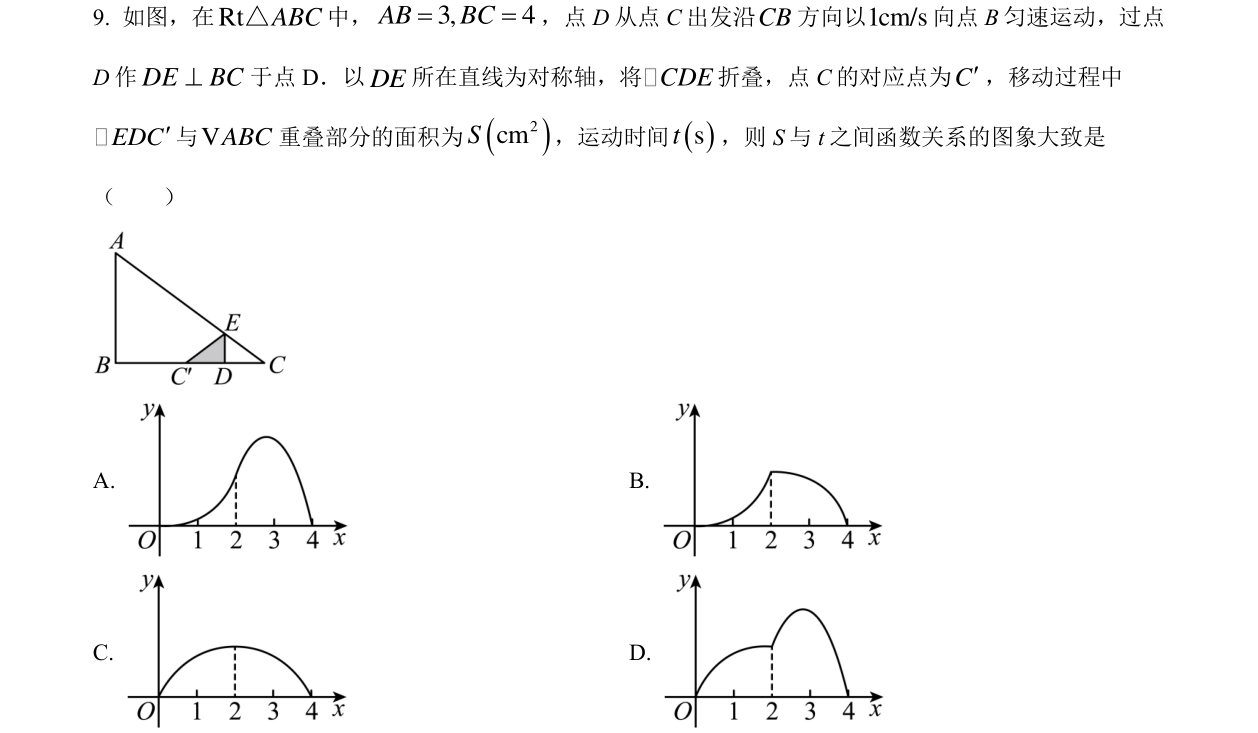 9. 如图，在Rt△ABC中，AB=3,BC=4，点 D 从点 C 出发沿CB方向以1cm/s向点 B 匀速运动，过点
D作DE⊥BC于点 D．以DE所在直线为对称轴，将□CDE折叠，点 C的对应点为C′，移动过程中
□EDC′与VABC重叠部分的面积为S(cm²)，运动时间t(s)，则 S与 t之间函数关系的图象大致是
（ ）
A
E
B C′ D C
A. y O 1 2 3 4 x
B. y O 1 2 3 4 x
C. y O 1 2 3 4 x
D. y O 1 2 3 4 x